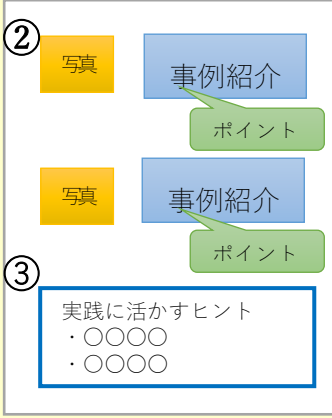 ②
写真
事例紹介
ポイント
写真
事例紹介
ポイント
③
実践に活かすヒント
・〇〇〇〇
・〇〇〇〇